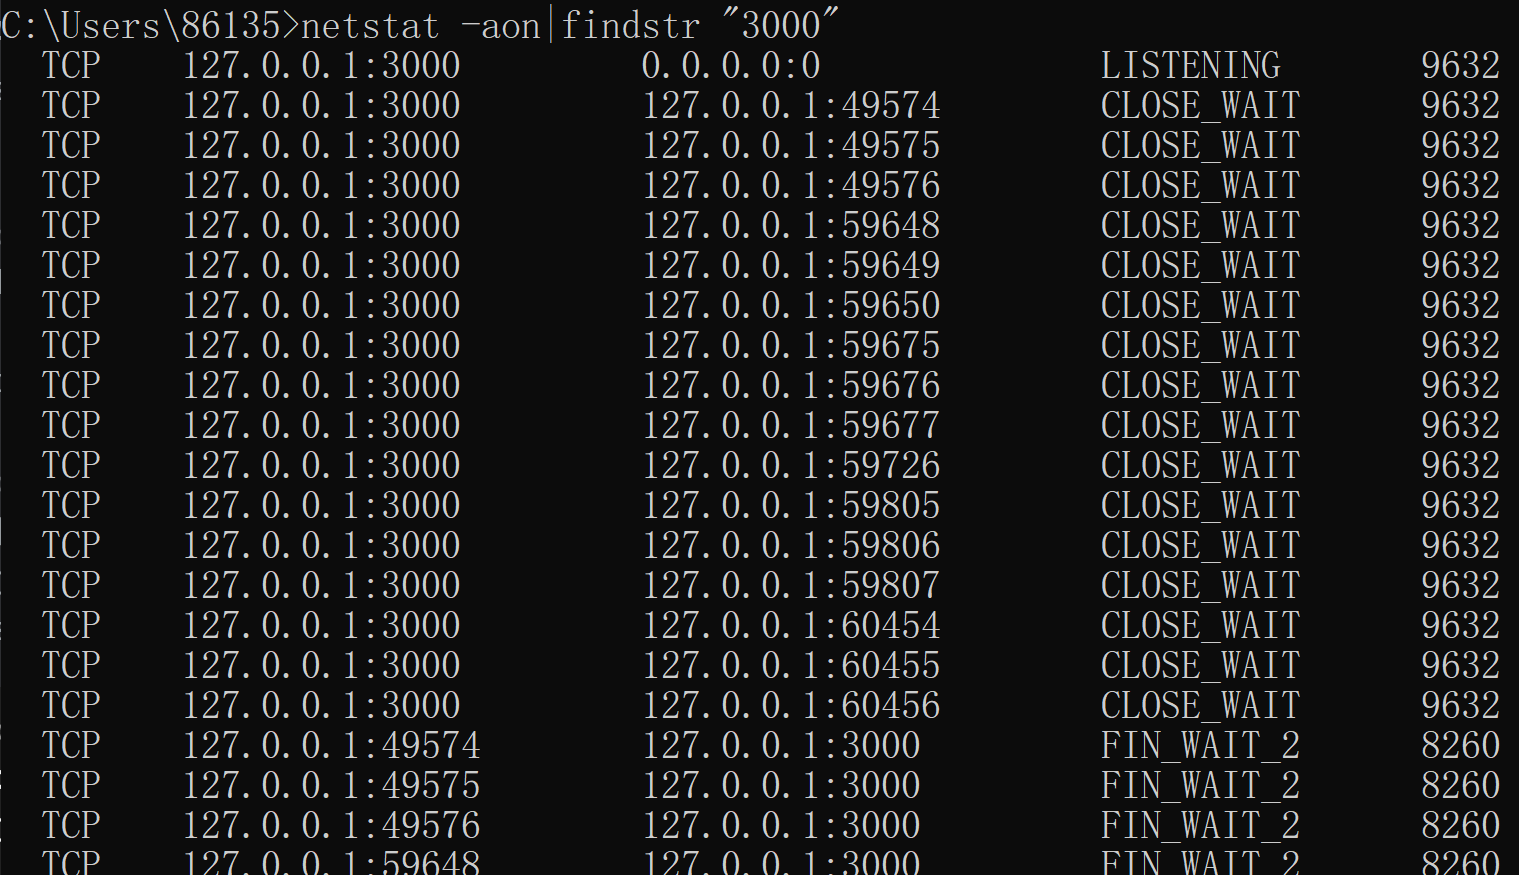 C:\Users\86135>netstat -aon|findstr "3000"
TCP 127.0.0.1:3000 0.0.0.0:0 LISTENING 9632
TCP 127.0.0.1:3000 127.0.0.1:49574 CLOSE_WAIT 9632
TCP 127.0.0.1:3000 127.0.0.1:49575 CLOSE_WAIT 9632
TCP 127.0.0.1:3000 127.0.0.1:49576 CLOSE_WAIT 9632
TCP 127.0.0.1:3000 127.0.0.1:59648 CLOSE_WAIT 9632
TCP 127.0.0.1:3000 127.0.0.1:59649 CLOSE_WAIT 9632
TCP 127.0.0.1:3000 127.0.0.1:59650 CLOSE_WAIT 9632
TCP 127.0.0.1:3000 127.0.0.1:59675 CLOSE_WAIT 9632
TCP 127.0.0.1:3000 127.0.0.1:59676 CLOSE_WAIT 9632
TCP 127.0.0.1:3000 127.0.0.1:59677 CLOSE_WAIT 9632
TCP 127.0.0.1:3000 127.0.0.1:59726 CLOSE_WAIT 9632
TCP 127.0.0.1:3000 127.0.0.1:59805 CLOSE_WAIT 9632
TCP 127.0.0.1:3000 127.0.0.1:59806 CLOSE_WAIT 9632
TCP 127.0.0.1:3000 127.0.0.1:59807 CLOSE_WAIT 9632
TCP 127.0.0.1:3000 127.0.0.1:60454 CLOSE_WAIT 9632
TCP 127.0.0.1:3000 127.0.0.1:60455 CLOSE_WAIT 9632
TCP 127.0.0.1:3000 127.0.0.1:60456 CLOSE_WAIT 9632
TCP 127.0.0.1:49574 127.0.0.1:3000 FIN_WAIT_2 8260
TCP 127.0.0.1:49575 127.0.0.1:3000 FIN_WAIT_2 8260
TCP 127.0.0.1:49576 127.0.0.1:3000 FIN_WAIT_2 8260
TCP 127.0.0.1:59648 127.0.0.1:3000 FIN_WAIT_2 8260